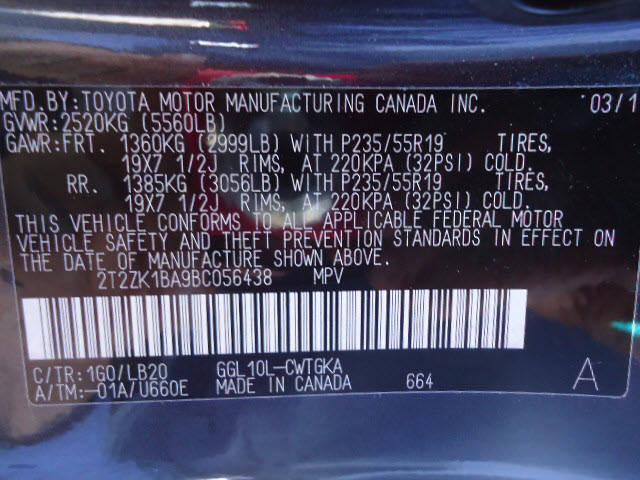 MFD.BY:TOYOTA MOTOR MANUFACTURING CANADA INC. 03/1
GVWR:2520KG (5560LB)
GAWR:FRT. 1360KG (2999LB) WITH P235/55R19 TIRES,
19X7 1/2J RIMS, AT 220KPA (32PSI) COLD.
RR. 1385KG (3056LB) WITH P235/55R19 TIRES,
19X7 1/2J RIMS, AT 220KPA (32PSI) COLD.
THIS VEHICLE CONFORMS TO ALL APPLICABLE FEDERAL MOTOR
VEHICLE SAFETY AND THEFT PREVENTION STANDARDS IN EFFECT ON
THE DATE OF MANUFACTURE SHOWN ABOVE.
2T2ZK1BA9BC056438 MPV
C/TR:1G0/LB20 GGL10L-CWTGKA
A/TM:-01A/U660E MADE IN CANADA 664 A